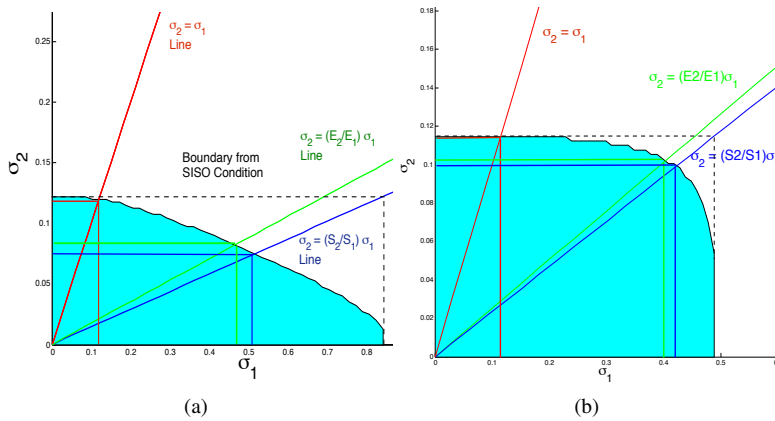 σ₂ = σ₁
Line
σ₂ = (E₂/E₁) σ₁
Line
Boundary from
SISO Condition
σ₂ = (S₂/S₁) σ₁
Line
0.25
0.2
0.15
0.1
0.05
0
0 0.1 0.2 0.3 0.4 0.5 0.6 0.7 0.8
σ₂
σ₁
(a)
σ₂ = σ₁
σ₂ = (E2/E1)σ₁
σ₂ = (S2/S1)σ
0.18
0.16
0.14
0.12
0.1
0.08
0.06
0.04
0.02
0
0 0.1 0.2 0.3 0.4 0.5
σ₂
σ₁
(b)